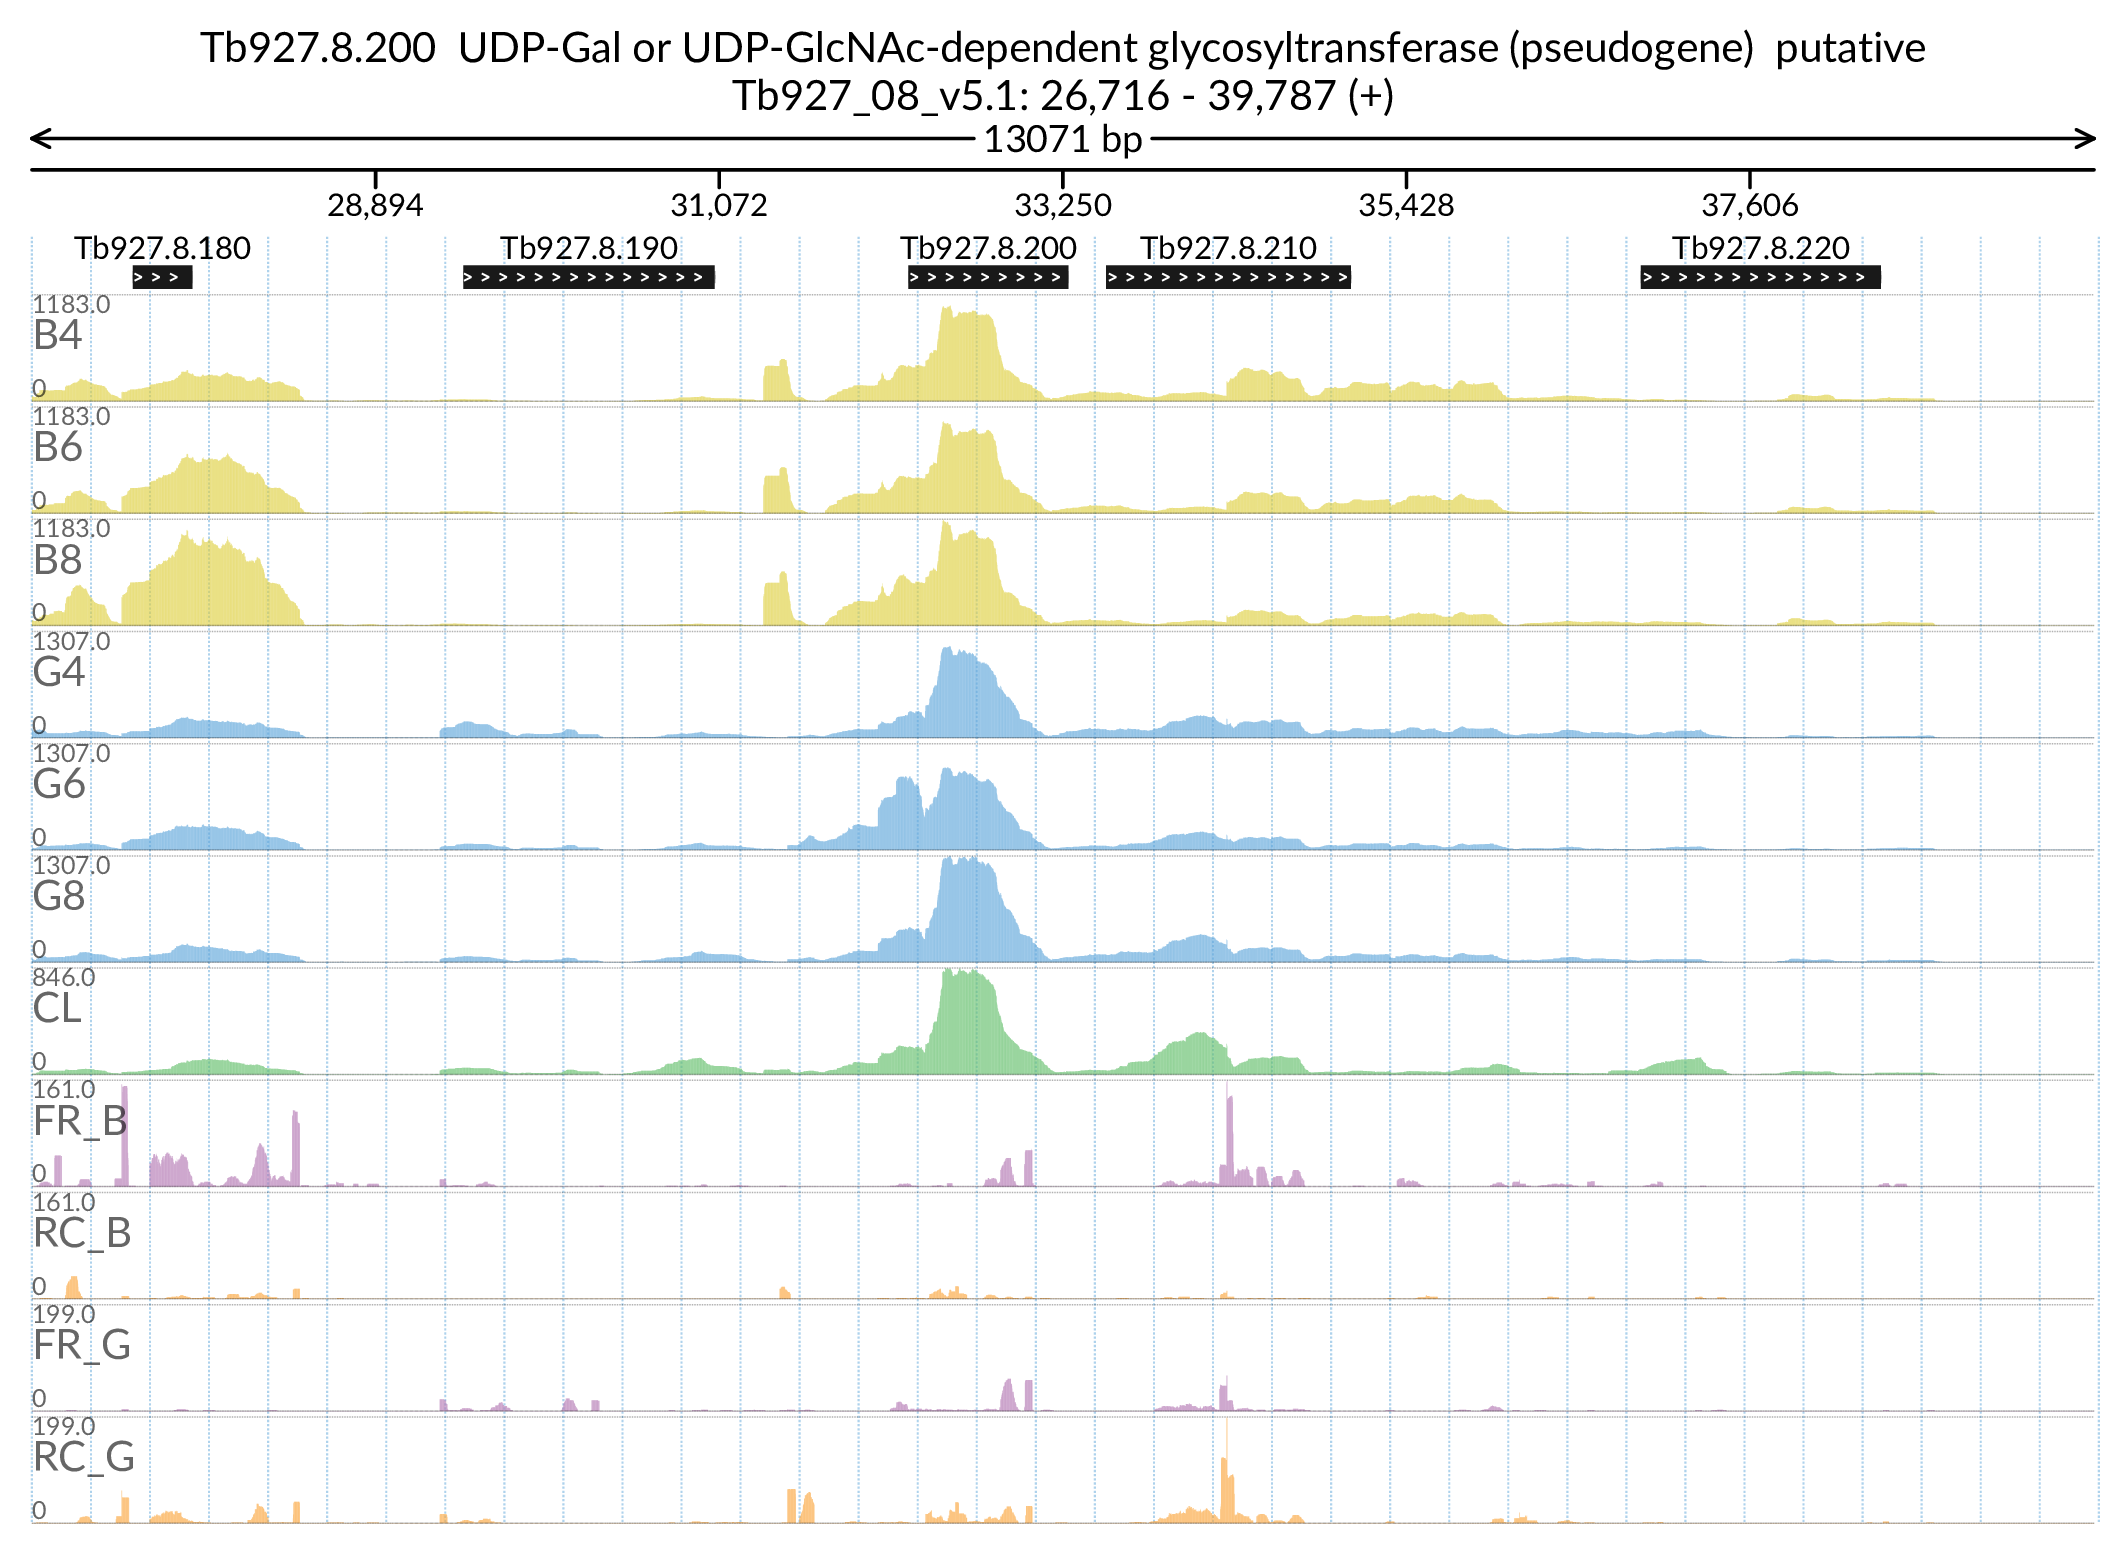 Tb927.8.200 UDP-Gal or UDP-GlcNAc-dependent glycosyltransferase (pseudogene) putative
Tb927_08_v5.1: 26,716 - 39,787 (+)
13071 bp
28,894 31,072 33,250 35,428 37,606
Tb927.8.180 Tb927.8.190 Tb927.8.200 Tb927.8.210 Tb927.8.220
1183.0
B4
0
1183.0
B6
0
1183.0
B8
0
1307.0
G4
0
1307.0
G6
0
1307.0
G8
0
846.0
CL
0
161.0
FR_B
0
161.0
RC_B
0
199.0
FR_G
0
199.0
RC_G
0